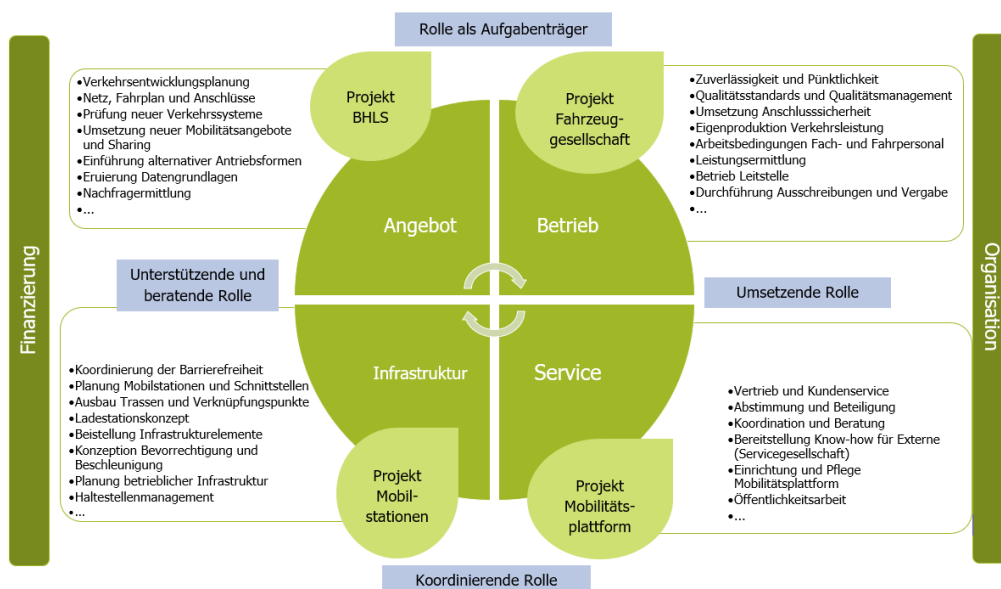 Rolle als Aufgabenträger
Finanzierung
•Verkehrsentwicklungsplanung
•Netz, Fahrplan und Anschlüsse
•Prüfung neuer Verkehrssysteme
•Umsetzung neuer Mobilitätsangebote
und Sharing
•Einführung alternativer Antriebsformen
•Eruierung Datengrundlagen
•Nachfragermittlung
•...
Projekt
BHLS
Projekt
Fahrzeug-
gesellschaft
•Zuverlässigkeit und Pünktlichkeit
•Qualitätsstandards und Qualitätsmanagement
•Umsetzung Anschlusssicherheit
•Eigenproduktion Verkehrsleistung
•Arbeitsbedingungen Fach- und Fahrpersonal
•Leistungsermittlung
•Betrieb Leitstelle
•Durchführung Ausschreibungen und Vergabe
•...
Organisation
Angebot
Betrieb
Unterstützende und
beratende Rolle
Umsetzende Rolle
Infrastruktur
Service
•Koordinierung der Barrierefreiheit
•Planung Mobilstationen und Schnittstellen
•Ausbau Trassen und Verknüpfungspunkte
•Ladestationskonzept
•Beistellung Infrastrukturelemente
•Konzeption Bevorrechtigung und
Beschleunigung
•Planung betrieblicher Infrastruktur
•Haltestellenmanagement
•...
Projekt
Mobil-
stationen
Projekt
Mobilitäts-
plattform
•Vertrieb und Kundenservice
•Abstimmung und Beteiligung
•Koordination und Beratung
•Bereitstellung Know-how für Externe
(Servicegesellschaft)
•Einrichtung und Pflege
Mobilitätsplattform
•Öffentlichkeitsarbeit
•...
Koordinierende Rolle